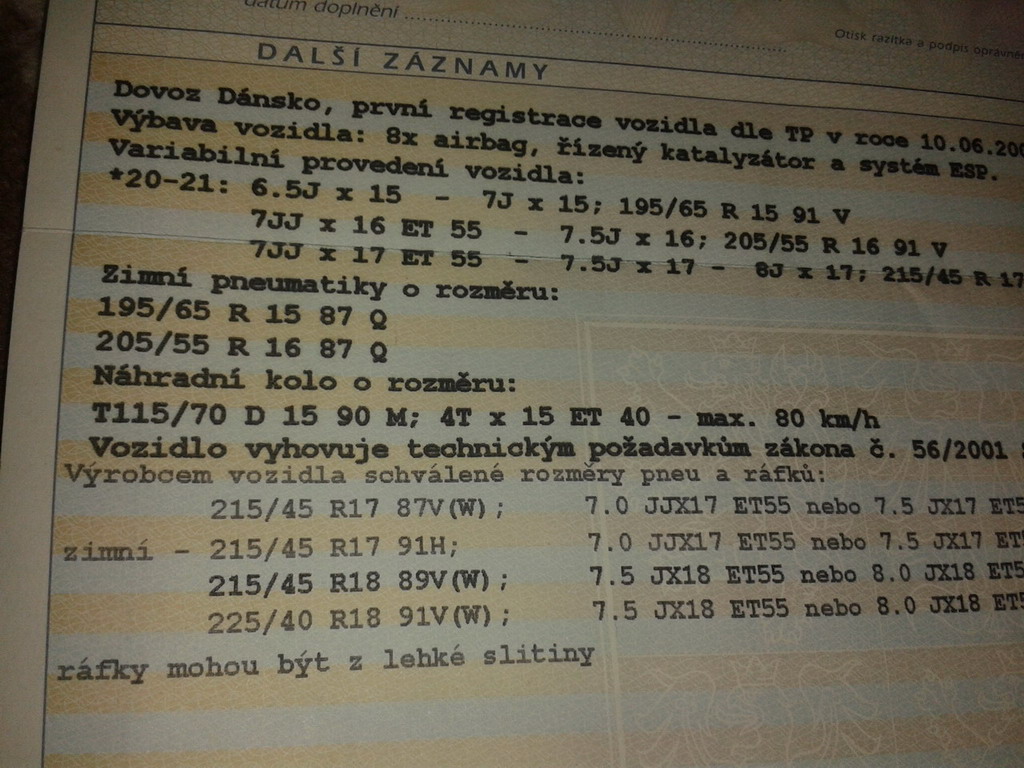 datum doplnění
Otisk razítka a podpis
DALŠÍ ZÁZNAMY
Dovoz Dánsko, první registrace vozidla dle TP v roce 10.06.200
Výbava vozidla: 8x airbag, řízený katalyzátor a systém ESP.
Variabilní provedení vozidla:
*20-21: 6.5J x 15 - 7J x 15; 195/65 R 15 91 V
7JJ x 16 ET 55 - 7.5J x 16; 205/55 R 16 91 V
7JJ x 17 ET 55 - 7.5J x 17 - 8J x 17; 215/45 R 17
Zimní pneumatiky o rozměru:
195/65 R 15 87 Q
205/55 R 16 87 Q
Náhradní kolo o rozměru:
T115/70 D 15 90 M; 4T x 15 ET 40 - max. 80 km/h
Vozidlo vyhovuje technickým požadavkům zákona č. 56/2001
Výrobcem vozidla schválené rozměry pneu a ráfků:
215/45 R17 87V(W); 7.0 JJX17 ET55 nebo 7.5 JX17 ET5
zimní - 215/45 R17 91H; 7.0 JJX17 ET55 nebo 7.5 JX17 ET
215/45 R18 89V(W); 7.5 JX18 ET55 nebo 8.0 JX18 ET5
225/40 R18 91V(W); 7.5 JX18 ET55 nebo 8.0 JX18 ET5
ráfky mohou být z lehké slitiny